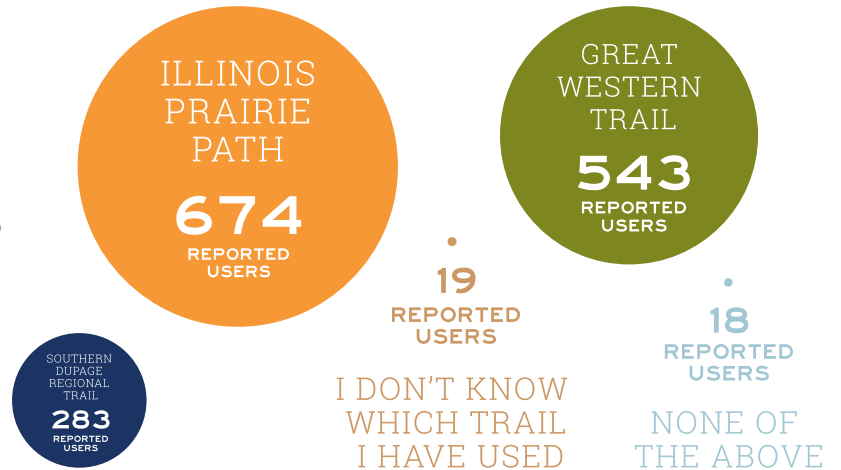 ILLINOIS
PRAIRIE
PATH
674
REPORTED
USERS
GREAT
WESTERN
TRAIL
543
REPORTED
USERS
19
REPORTED
USERS
I DON'T KNOW
WHICH TRAIL
I HAVE USED
18
REPORTED
USERS
NONE OF
THE ABOVE
SOUTHERN
DUPAGE
REGIONAL
TRAIL
283
REPORTED
USERS